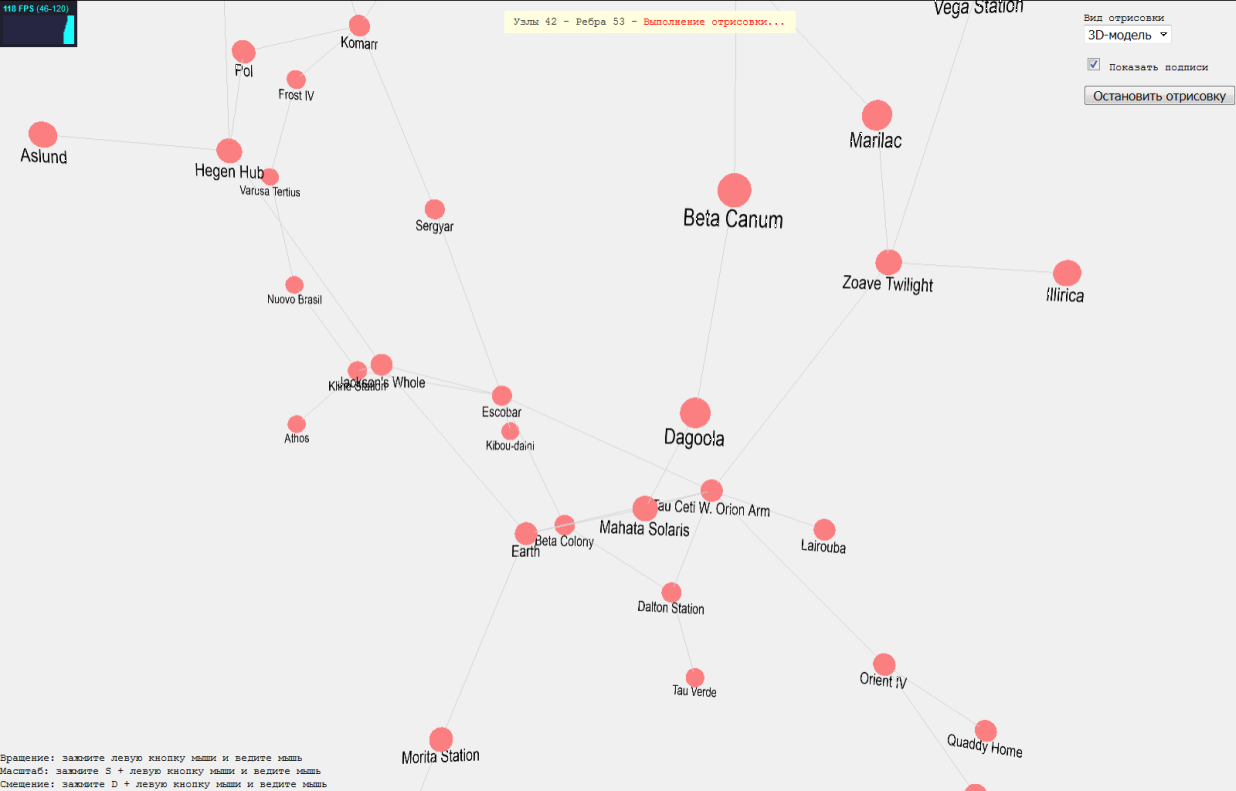 118 FPS (46-120)
Узлы 42 - Ребра 53 - Выполнение отрисовки...
Vega Station
Вид отрисовки
3D-модель
Показать подписи
Остановить отрисовку
Komarr
Pol
Frost IV
Marilac
Aslund
Hegen Hub
Varusa Tertius
Sergyar
Beta Canum
Zoave Twilight
Illirica
Nuovo Brasil
Jackson's Whole
Kline Station
Escobar
Athos
Kibou-daini
Dagoola
Tau Ceti W. Orion Arm
Mahata Solaris
Beta Colony
Earth
Lairouba
Dalton Station
Orient IV
Tau Verde
Quaddy Home
Morita Station
Вращение: зажмите левую кнопку мыши и ведите мышь
Масштаб: зажмите S + левую кнопку мыши и ведите мышь
Смещение: зажмите D + левую кнопку мыши и ведите мышь